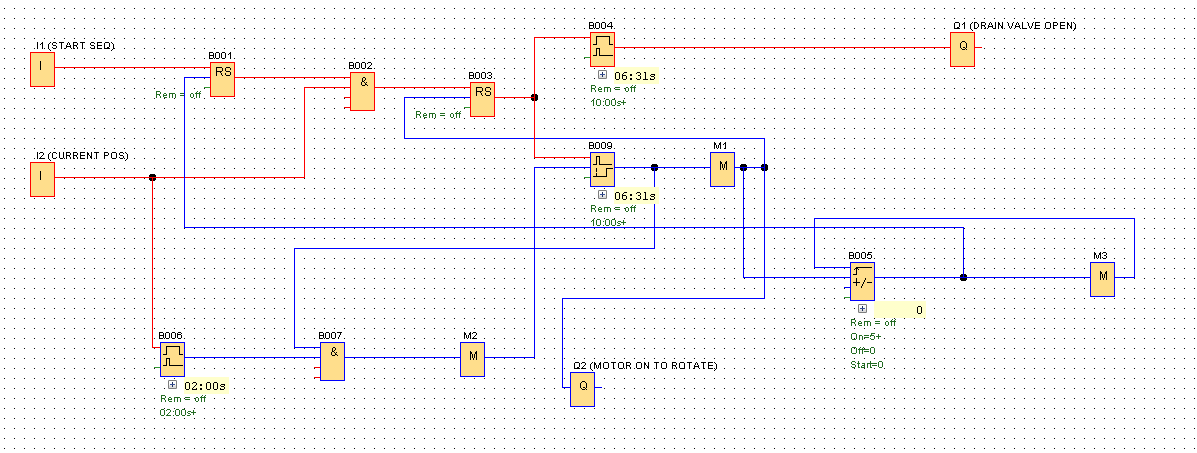 I1 (START SEQ)
I
B001
RS
Rem = off
B002
&
B003
RS
Rem = off
B004
+
06:31s
Rem = off
10:00s+
Q1 (DRAIN VALVE OPEN)
Q
I2 (CURRENT POS)
I
B009
+
06:31s
Rem = off
10:00s+
M1
M
B005
+/-
+
0
Rem = off
On=5+
Off=0
Start=0
M3
M
B006
+
02:00s
Rem = off
02:00s+
B007
&
M2
M
Q2 (MOTOR ON TO ROTATE)
Q